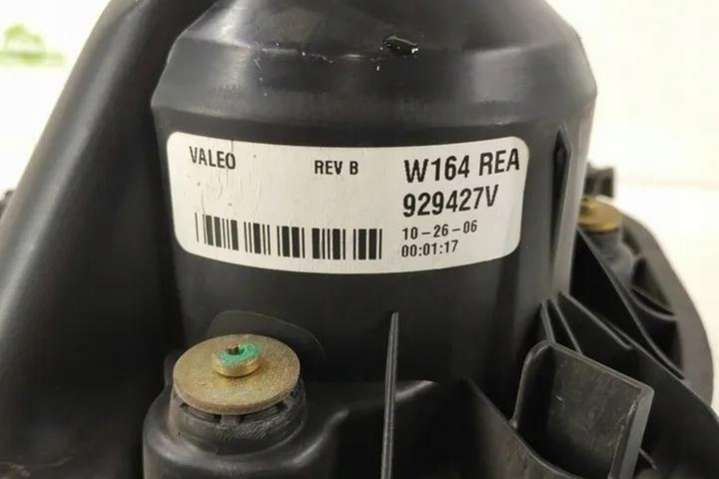 VALEO REV B W164 REA
929427V
10-26-06
00:01:17